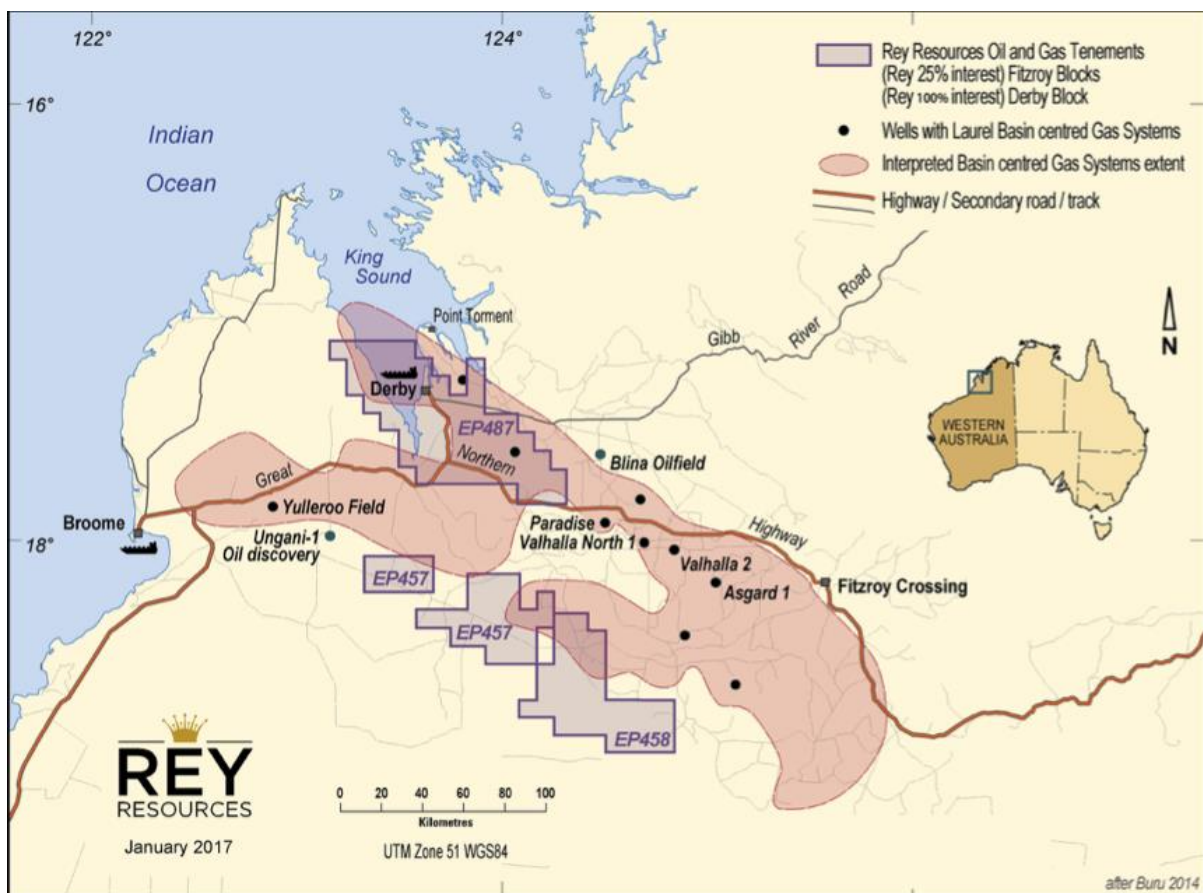 122°
124°
16°
Indian
Ocean
Rey Resources Oil and Gas Tenements
(Rey 25% interest) Fitzroy Blocks
(Rey 100% interest) Derby Block
Wells with Laurel Basin centred Gas Systems
Interpreted Basin centred Gas Systems extent
Highway / Secondary road / track
King
Sound
Point Torment
Gibb River Road
N
Derby
EP487
WESTERN
AUSTRALIA
Great Northern Highway
Blina Oilfield
Yulleroo Field
Broome
Ungani-1
Oil discovery
18°
Paradise
Valhalla North 1
Valhalla 2
Asgard 1
Fitzroy Crossing
EP457
EP457
EP458
REY
RESOURCES
January 2017
0 20 40 60 80 100
Kilometres
UTM Zone 51 WGS84
after Buru 2014